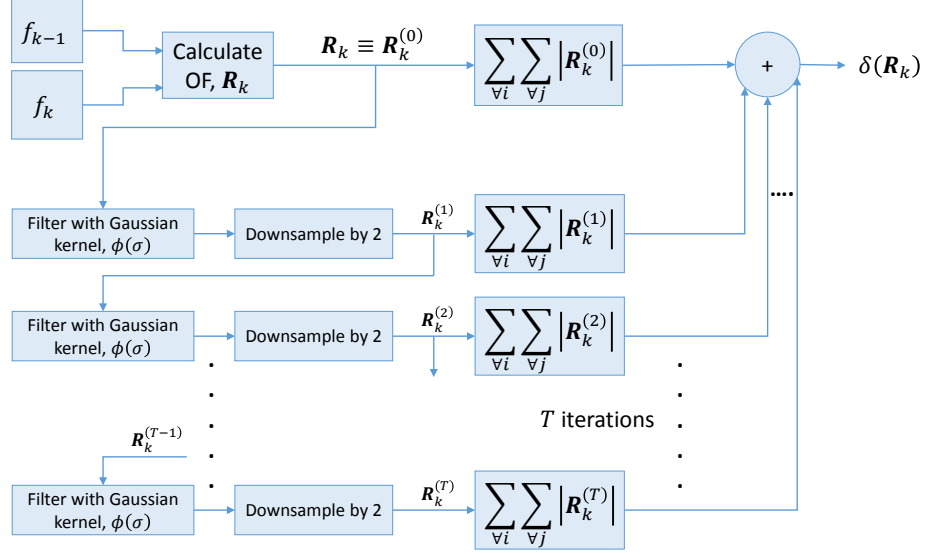 f_{k−1}
f_k
Calculate
OF, R_k
R_k ≡ R_k^{(0)}
∑_{∀i} ∑_{∀j} |R_k^{(0)}|
+
δ(R_k)
....
Filter with Gaussian
kernel, ϕ(σ)
Downsample by 2
R_k^{(1)}
∑_{∀i} ∑_{∀j} |R_k^{(1)}|
Filter with Gaussian
kernel, ϕ(σ)
Downsample by 2
R_k^{(2)}
∑_{∀i} ∑_{∀j} |R_k^{(2)}|
T iterations
R_k^{(T−1)}
Filter with Gaussian
kernel, ϕ(σ)
Downsample by 2
R_k^{(T)}
∑_{∀i} ∑_{∀j} |R_k^{(T)}|